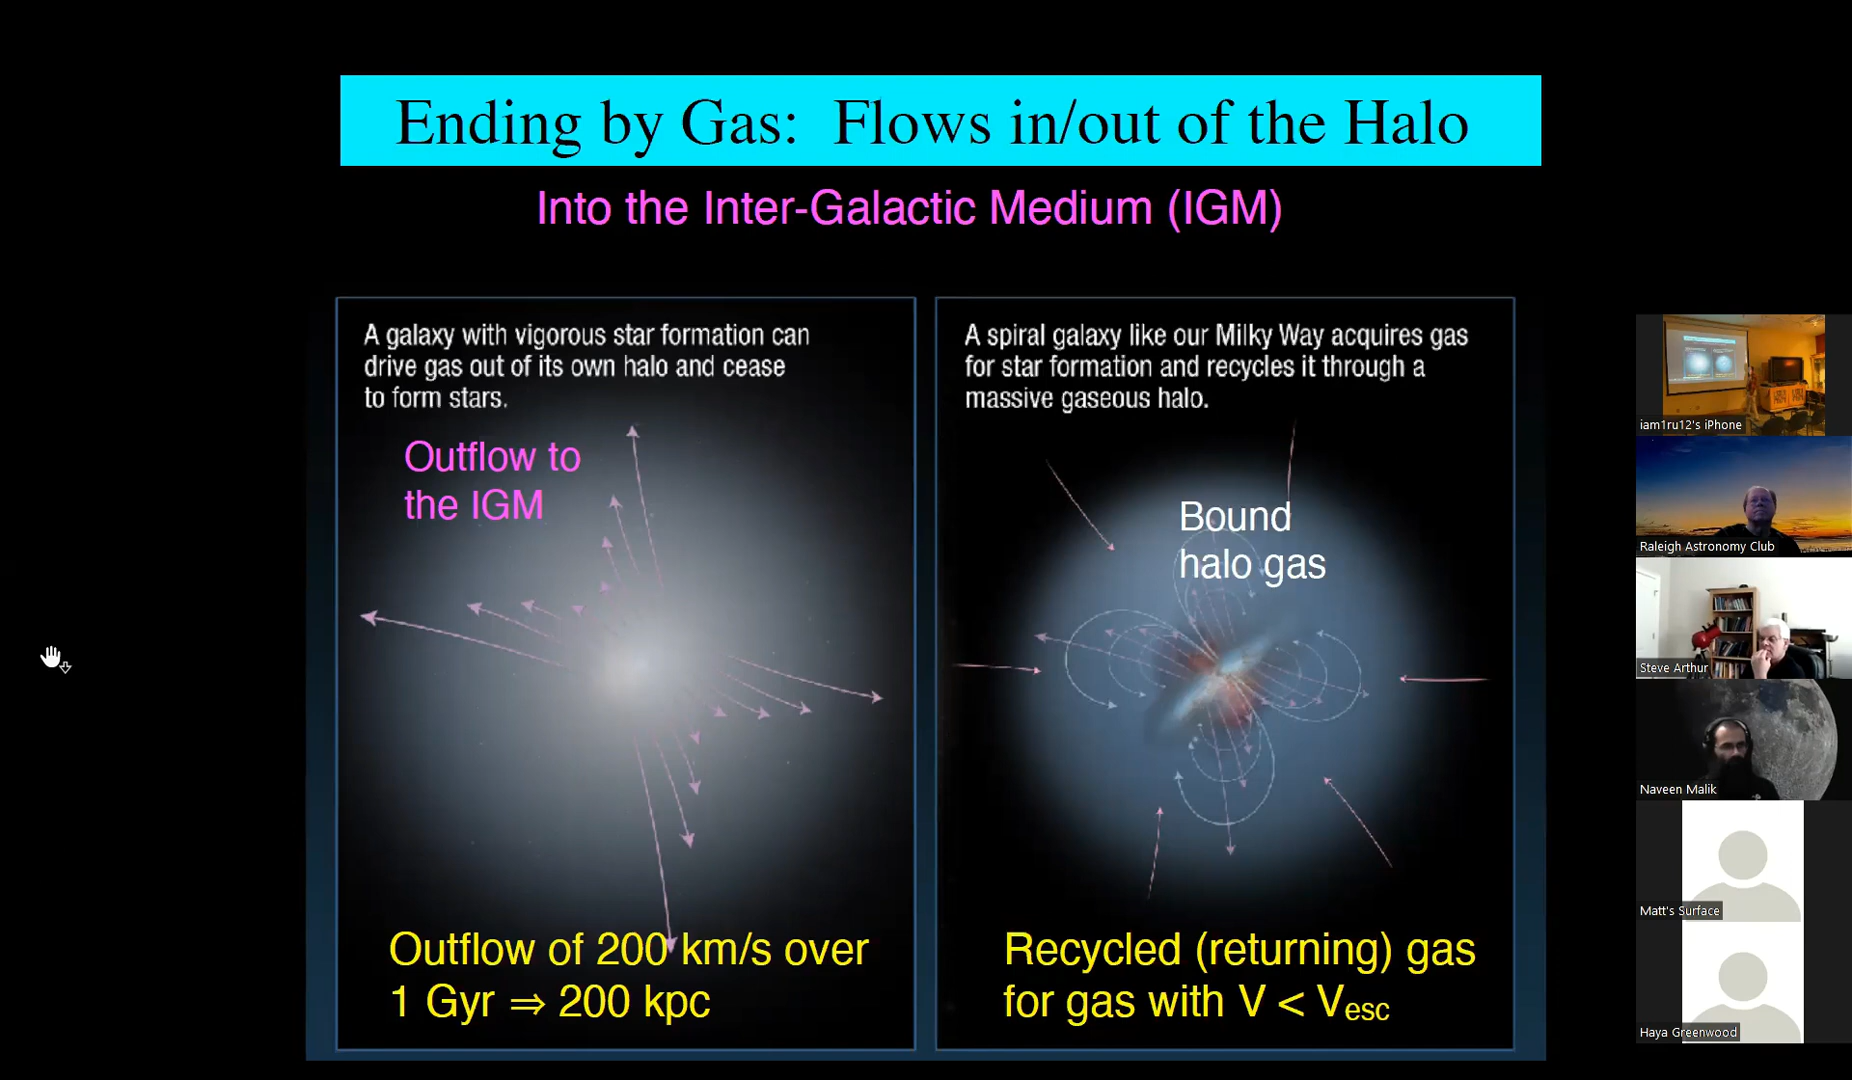 Ending by Gas: Flows in/out of the Halo
Into the Inter-Galactic Medium (IGM)
A galaxy with vigorous star formation can
drive gas out of its own halo and cease
to form stars.
Outflow to
the IGM
Outflow of 200 km/s over
1 Gyr ⇒ 200 kpc
A spiral galaxy like our Milky Way acquires gas
for star formation and recycles it through a
massive gaseous halo.
Bound
halo gas
Recycled (returning) gas
for gas with V < Vesc
iam1ru12's iPhone
Raleigh Astronomy Club
Steve Arthur
Naveen Malik
Matt's Surface
Haya Greenwood